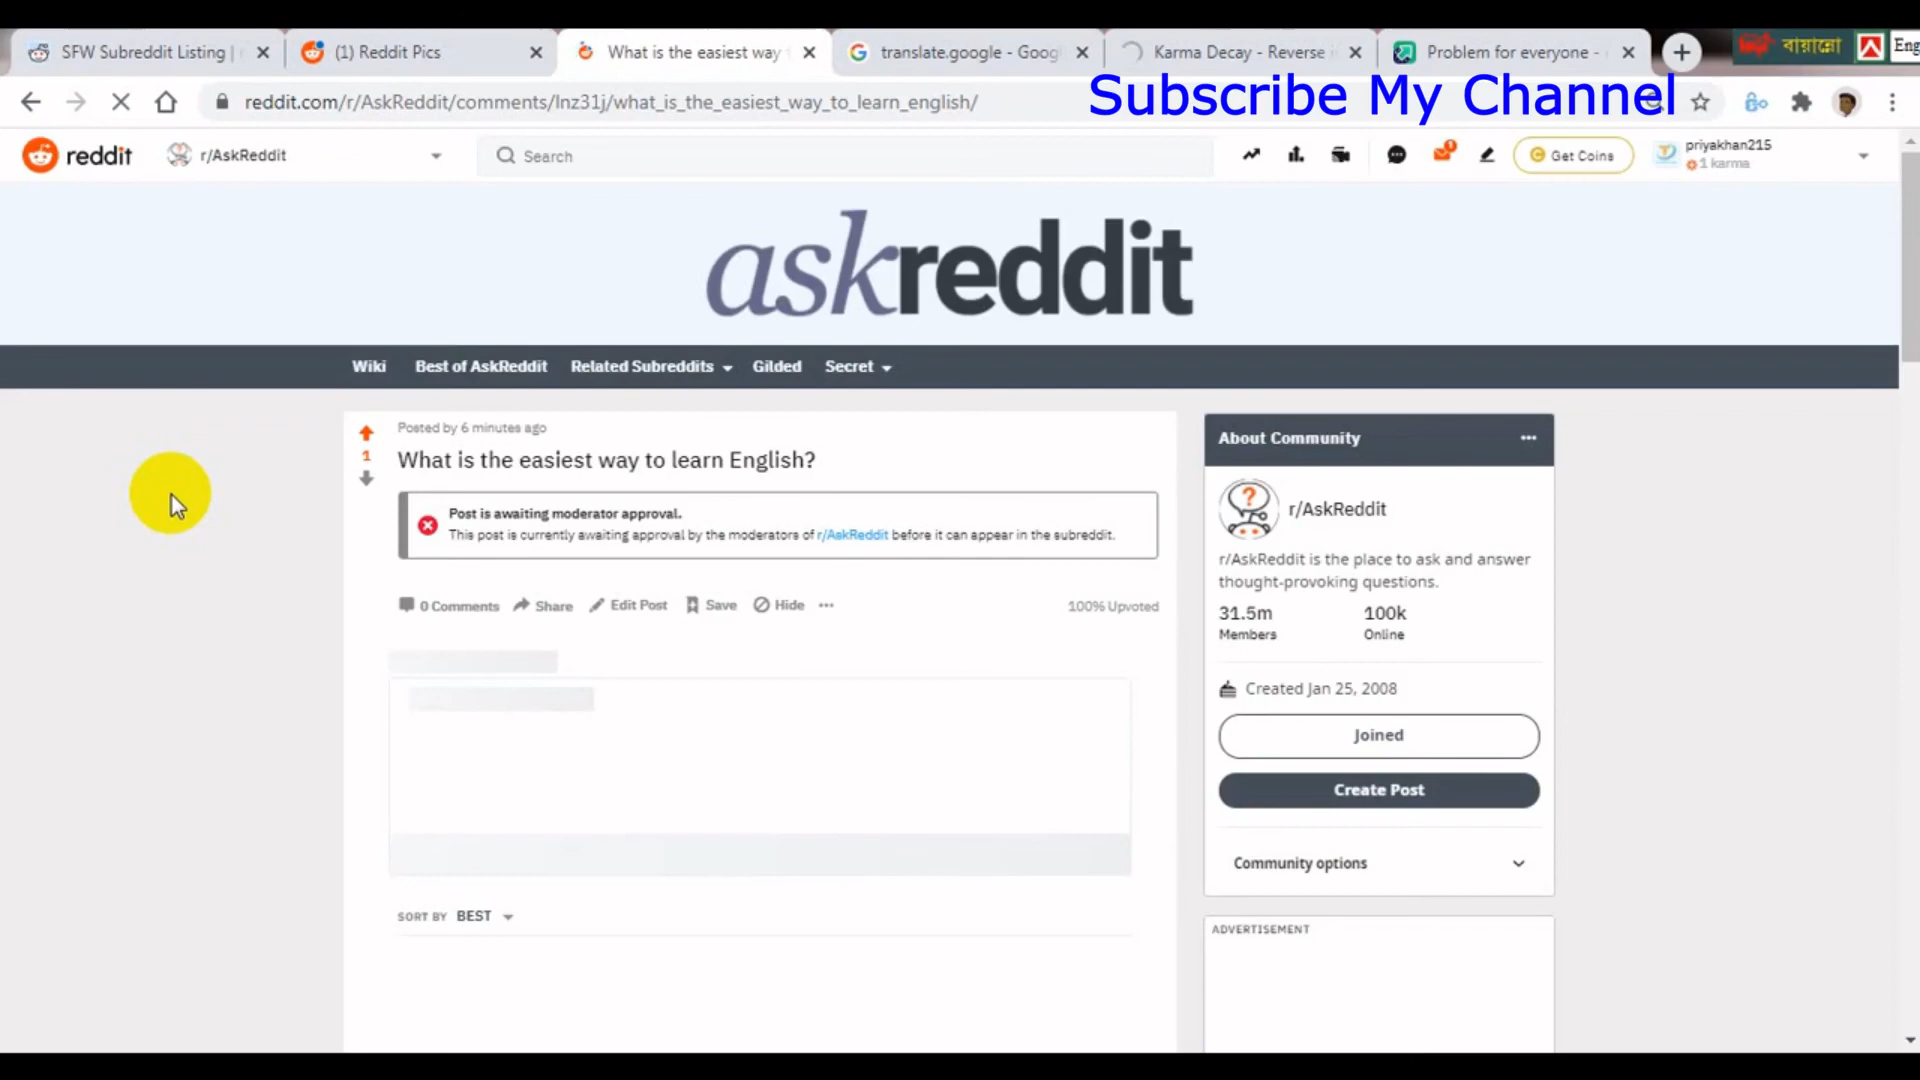 SFW Subreddit Listing |
(1) Reddit Pics
What is the easiest way
translate.google - Goog
Karma Decay - Reverse
Problem for everyone -
বায়ান্নো
Eng
reddit.com/r/AskReddit/comments/lnz31j/what_is_the_easiest_way_to_learn_english/
Subscribe My Channel
reddit
r/AskReddit
Search
Get Coins
priyakhan215
1 karma
askreddit
Wiki
Best of AskReddit
Related Subreddits
Gilded
Secret
Posted by 6 minutes ago
1
What is the easiest way to learn English?
Post is awaiting moderator approval.
This post is currently awaiting approval by the moderators of r/AskReddit before it can appear in the subreddit.
0 Comments
Share
Edit Post
Save
Hide
100% Upvoted
SORT BY BEST
About Community
r/AskReddit
r/AskReddit is the place to ask and answer
thought-provoking questions.
31.5m
100k
Members
Online
Created Jan 25, 2008
Joined
Create Post
Community options
ADVERTISEMENT